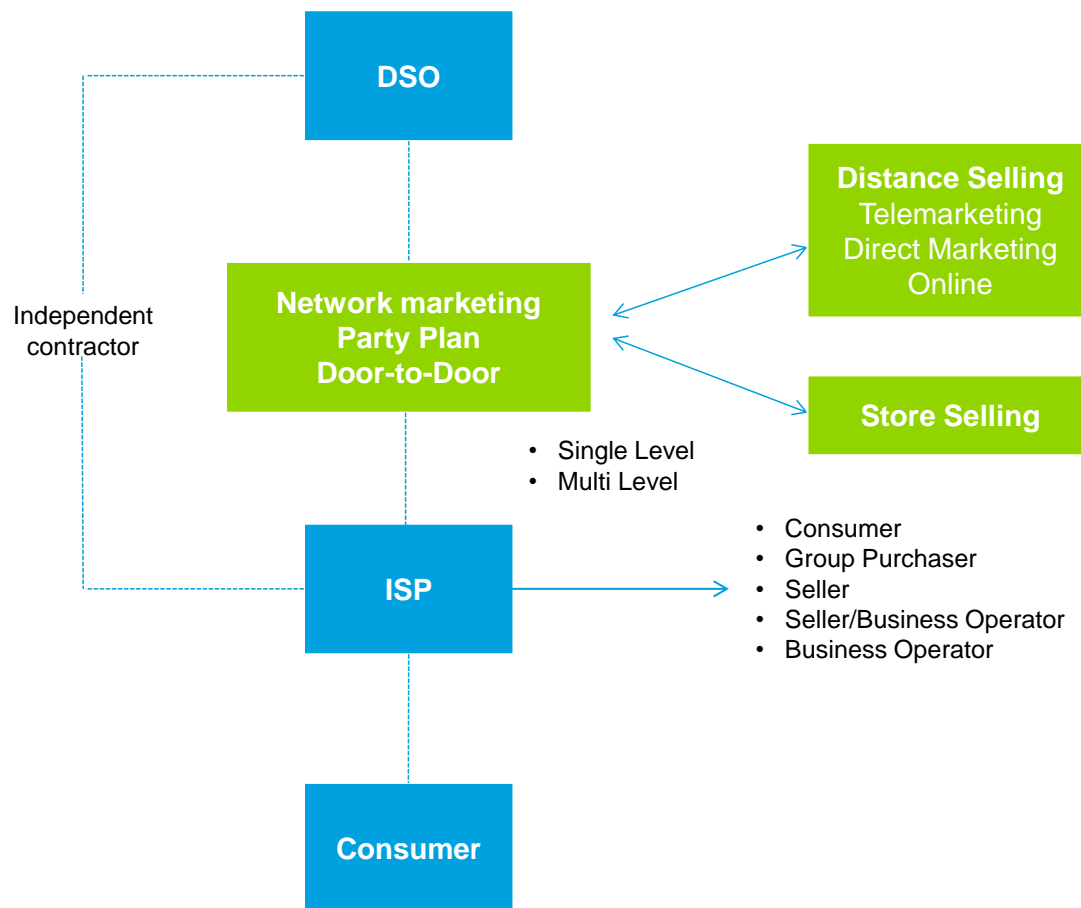 DSO
Distance Selling
Telemarketing
Direct Marketing
Online
Independent
contractor
Network marketing
Party Plan
Door-to-Door
Store Selling
• Single Level
• Multi Level
ISP
• Consumer
• Group Purchaser
• Seller
• Seller/Business Operator
• Business Operator
Consumer